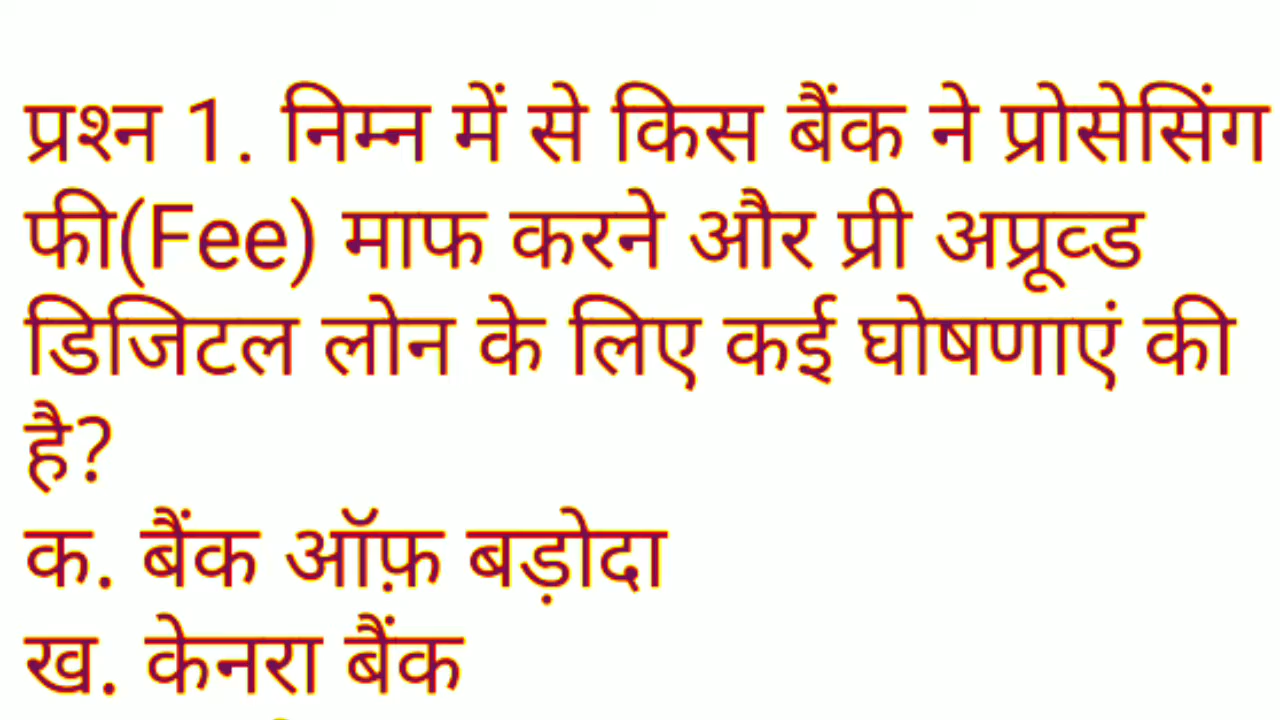 प्रश्न 1. निम्न में से किस बैंक ने प्रोसेसिंग
फी(Fee) माफ करने और प्री अप्रूव्ड
डिजिटल लोन के लिए कई घोषणाएं की
है?
क. बैंक ऑफ़ बड़ोदा
ख. केनरा बैंक